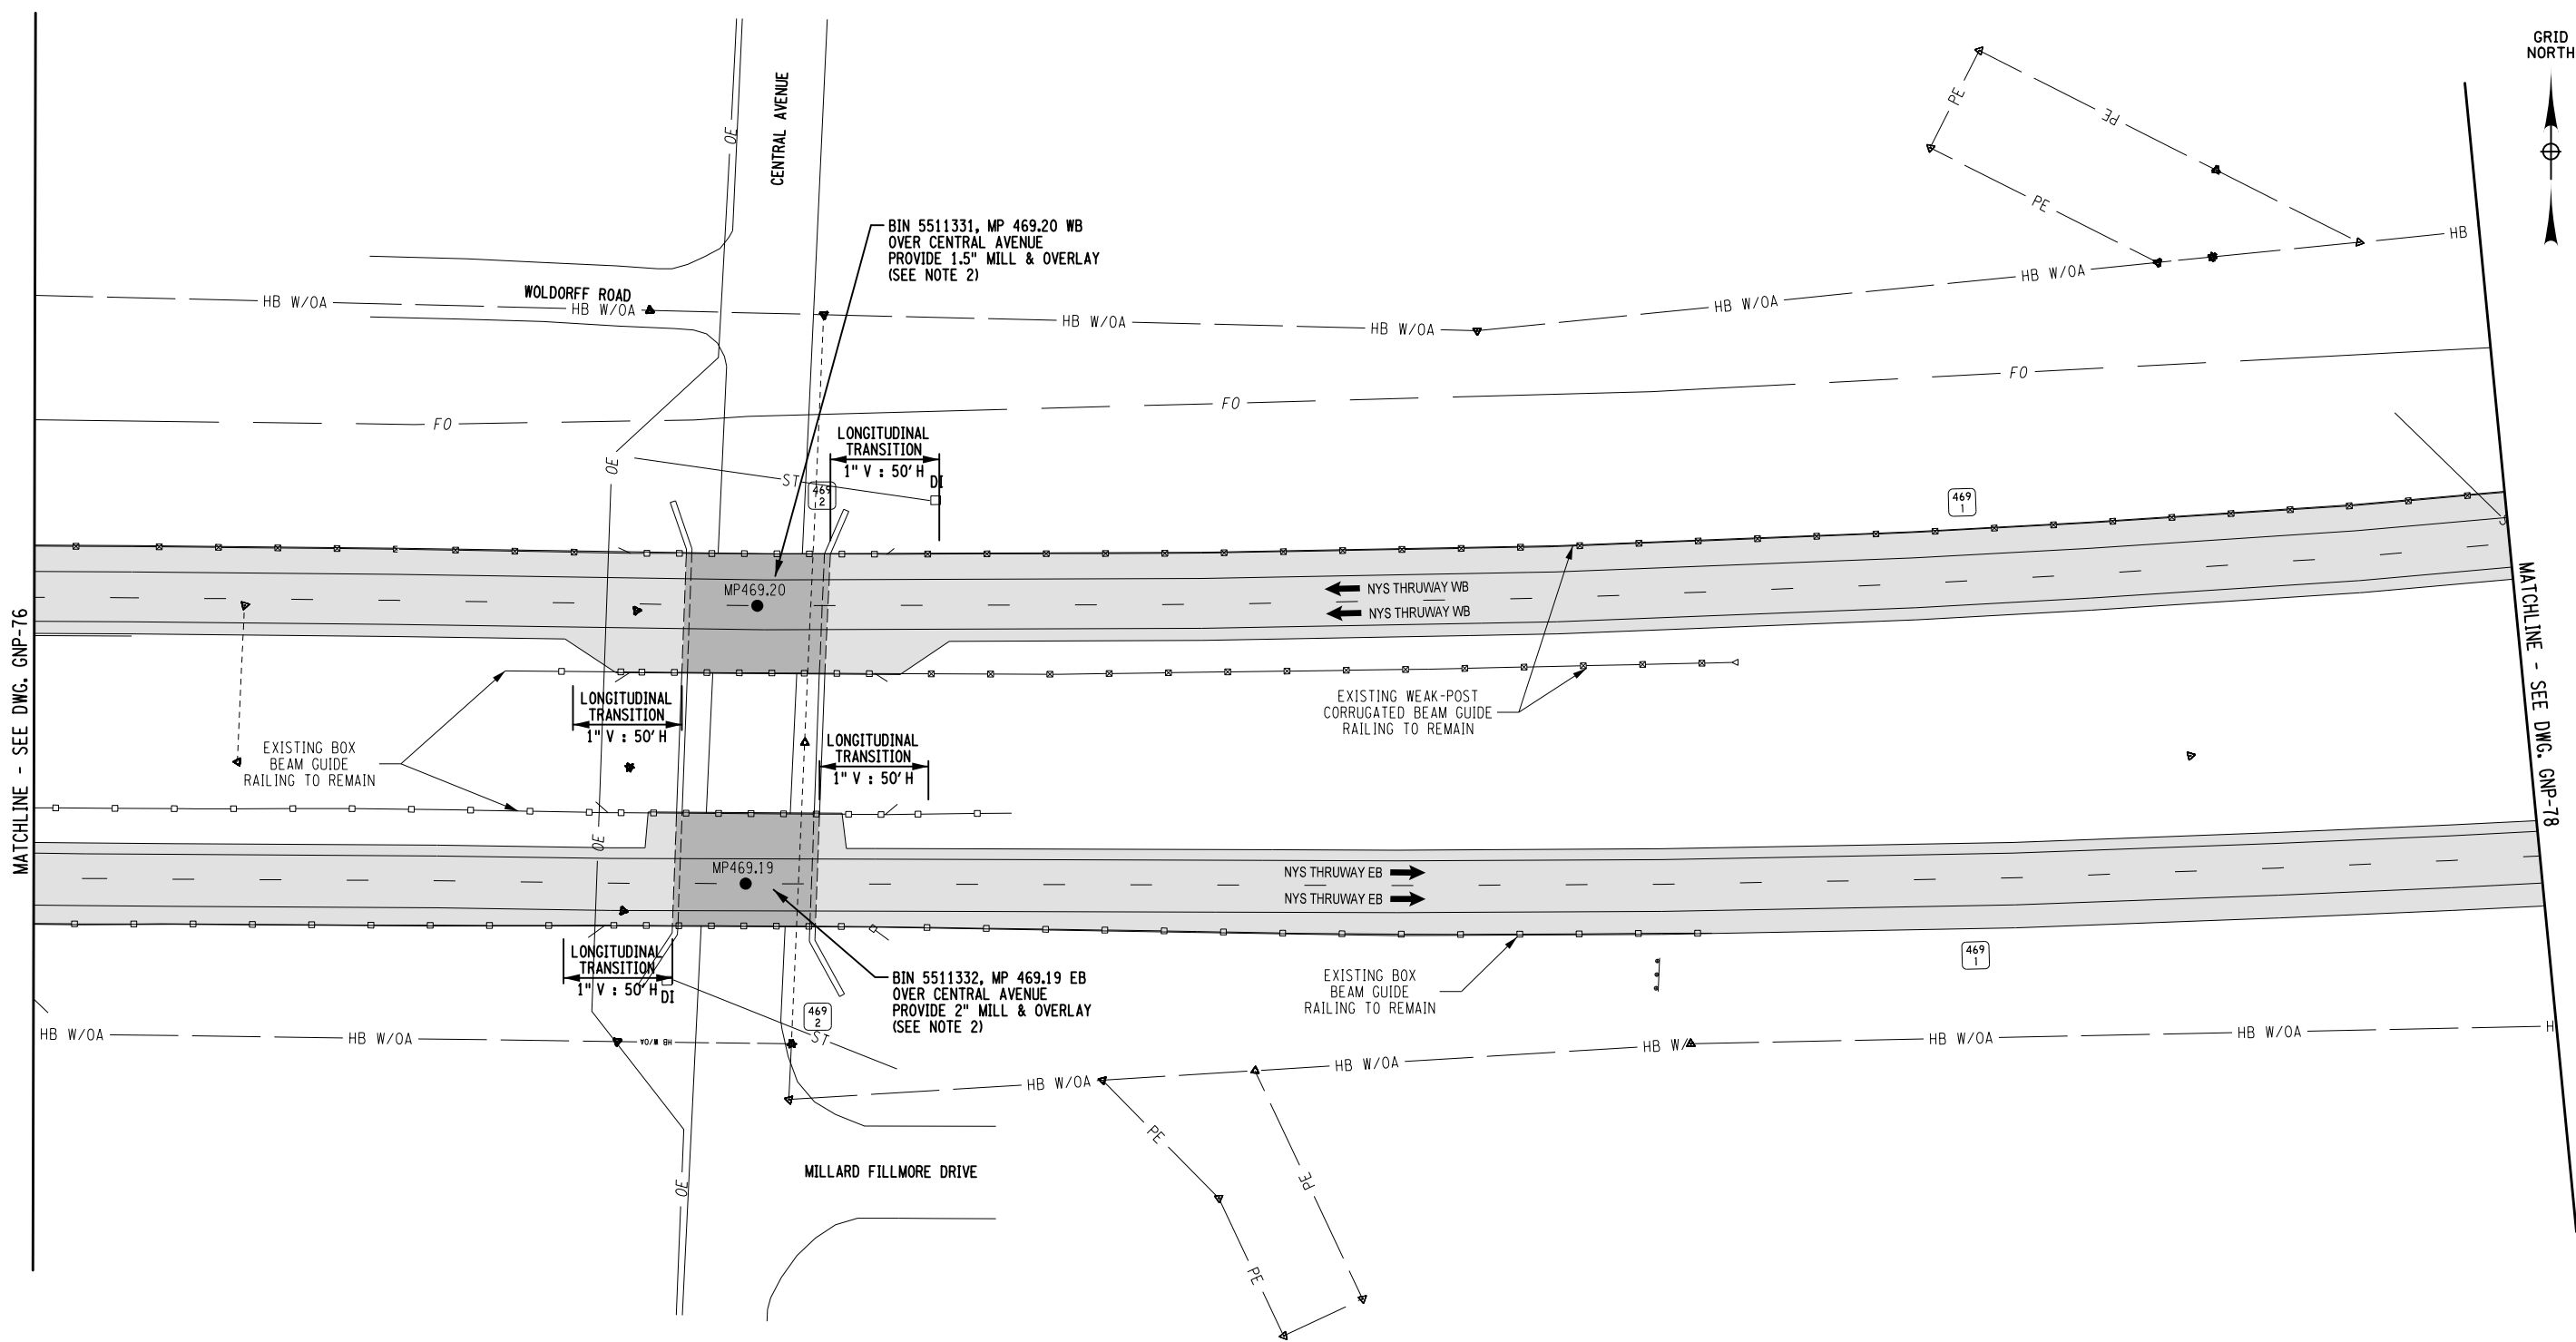 GRID
NORTH
CENTRAL AVENUE
OE
PE
PE
PE
HB
BIN 5511331, MP 469.20 WB
OVER CENTRAL AVENUE
PROVIDE 1.5" MILL & OVERLAY
(SEE NOTE 2)
WOLDORFF ROAD
HB W/OA
HB W/OA
HB W/OA
HB W/OA
HB W/OA
HB W/OA
FO
FO
FO
OE
LONGITUDINAL
TRANSITION
1" V : 50' H
DI
ST
469
2
469
1
MP469.20
NYS THRUWAY WB
NYS THRUWAY WB
MATCHLINE - SEE DWG. GNP-76
MATCHLINE - SEE DWG. GNP-78
LONGITUDINAL
TRANSITION
1" V : 50' H
EXISTING WEAK-POST
CORRUGATED BEAM GUIDE
RAILING TO REMAIN
EXISTING BOX
BEAM GUIDE
RAILING TO REMAIN
LONGITUDINAL
TRANSITION
1" V : 50' H
OE
MP469.19
NYS THRUWAY EB
NYS THRUWAY EB
LONGITUDINAL
TRANSITION
1" V : 50' H
DI
BIN 5511332, MP 469.19 EB
OVER CENTRAL AVENUE
PROVIDE 2" MILL & OVERLAY
(SEE NOTE 2)
EXISTING BOX
BEAM GUIDE
RAILING TO REMAIN
469
1
469
2
ST
HB W/OA
HB W/OA
HB W/OA
HB W/OA
HB W/OA
HB W/
HB W/OA
HB W/OA
H
PE
PE
PE
MILLARD FILLMORE DRIVE
OE